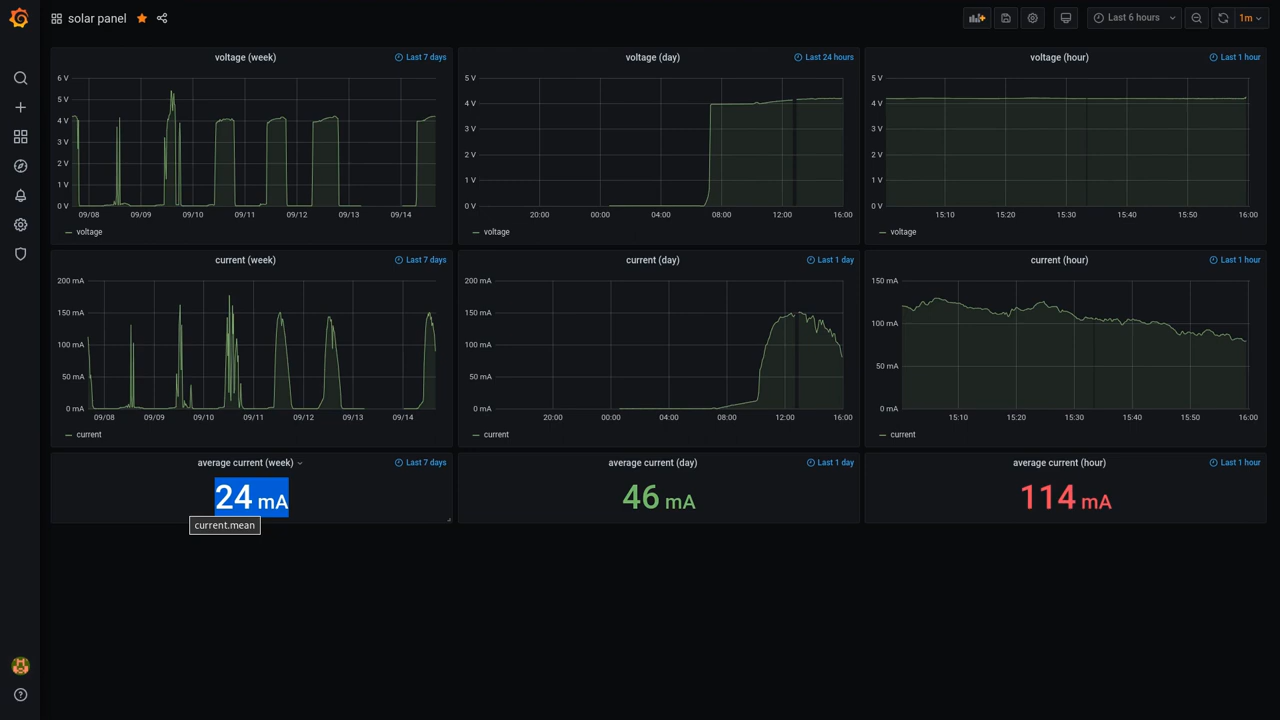 solar panel
Last 6 hours
1m
voltage (week)
Last 7 days
6 V
5 V
4 V
3 V
2 V
1 V
0 V
09/08 09/09 09/10 09/11 09/12 09/13 09/14
voltage
voltage (day)
Last 24 hours
5 V
4 V
3 V
2 V
1 V
0 V
20:00 00:00 04:00 08:00 12:00 16:00
voltage
voltage (hour)
Last 1 hour
5 V
4 V
3 V
2 V
1 V
0 V
15:10 15:20 15:30 15:40 15:50 16:00
voltage
current (week)
Last 7 days
200 mA
150 mA
100 mA
50 mA
0 mA
09/08 09/09 09/10 09/11 09/12 09/13 09/14
current
current (day)
Last 1 day
200 mA
150 mA
100 mA
50 mA
0 mA
20:00 00:00 04:00 08:00 12:00 16:00
current
current (hour)
Last 1 hour
150 mA
100 mA
50 mA
0 mA
15:10 15:20 15:30 15:40 15:50 16:00
current
average current (week)
Last 7 days
24 mA
current.mean
average current (day)
Last 1 day
46 mA
average current (hour)
Last 1 hour
114 mA